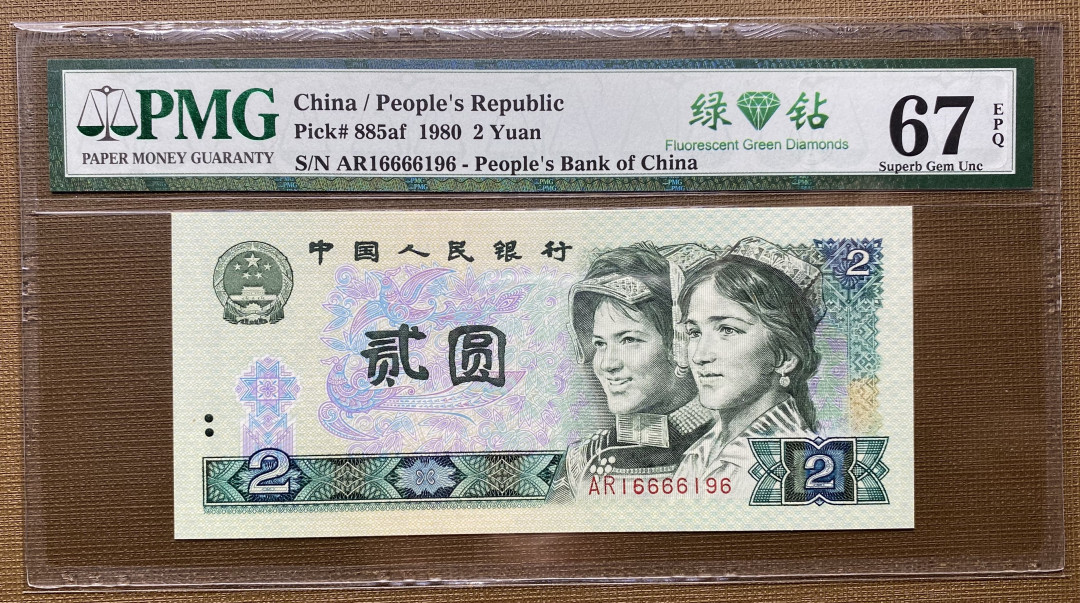 PMG
PAPER MONEY GUARANTY
China / People's Republic
Pick# 885af 1980 2 Yuan
S/N AR16666196 - People's Bank of China
绿 钻
Fluorescent Green Diamonds
67
EPQ
Superb Gem Unc
中国人民银行
2
贰圆
2
AR16666196
2